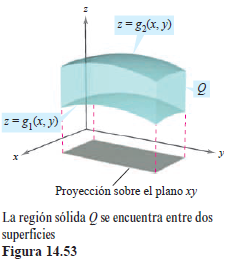 z
z = g₂(x, y)
Q
z = g₁(x, y)
x
y
Proyección sobre el plano xy
La región sólida Q se encuentra entre dos
superficies
Figura 14.53